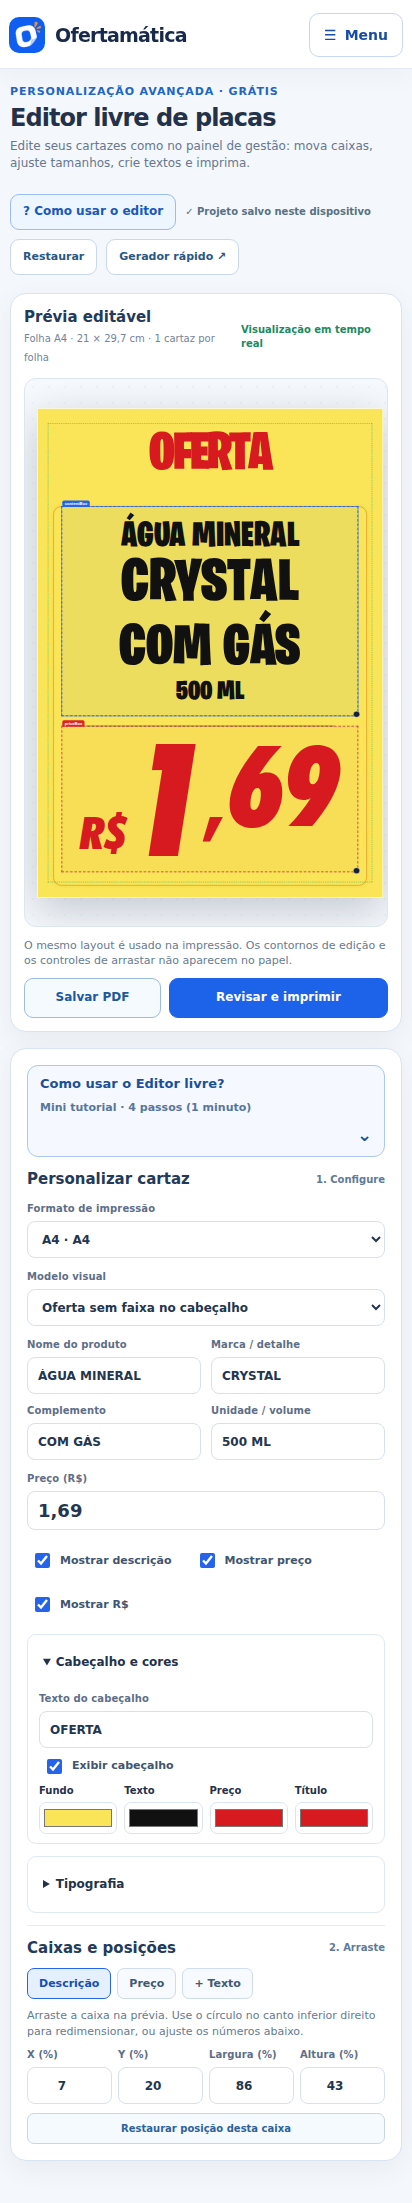 Ofertamática
☰ Menu
PERSONALIZAÇÃO AVANÇADA · GRÁTIS
Editor livre de placas
Edite seus cartazes como no painel de gestão: mova caixas,
ajuste tamanhos, crie textos e imprima.
? Como usar o editor
✓ Projeto salvo neste dispositivo
Restaurar
Gerador rápido ↗
Prévia editável
Folha A4 · 21 × 29,7 cm · 1 cartaz por
folha
Visualização em tempo
real
OFERTA
contentBox
ÁGUA MINERAL
CRYSTAL
COM GÁS
500 ML
priceBox
R$ 1,69
O mesmo layout é usado na impressão. Os contornos de edição e
os controles de arrastar não aparecem no papel.
Salvar PDF
Revisar e imprimir
Como usar o Editor livre?
Mini tutorial · 4 passos (1 minuto)
Personalizar cartaz
1. Configure
Formato de impressão
A4 · A4
Modelo visual
Oferta sem faixa no cabeçalho
Nome do produto
Marca / detalhe
ÁGUA MINERAL
CRYSTAL
Complemento
Unidade / volume
COM GÁS
500 ML
Preço (R$)
1,69
Mostrar descrição
Mostrar preço
Mostrar R$
▼ Cabeçalho e cores
Texto do cabeçalho
OFERTA
Exibir cabeçalho
Fundo
Texto
Preço
Título
▶ Tipografia
Caixas e posições
2. Arraste
Descrição
Preço
+ Texto
Arraste a caixa na prévia. Use o círculo no canto inferior direito
para redimensionar, ou ajuste os números abaixo.
X (%)
Y (%)
Largura (%)
Altura (%)
7
20
86
43
Restaurar posição desta caixa